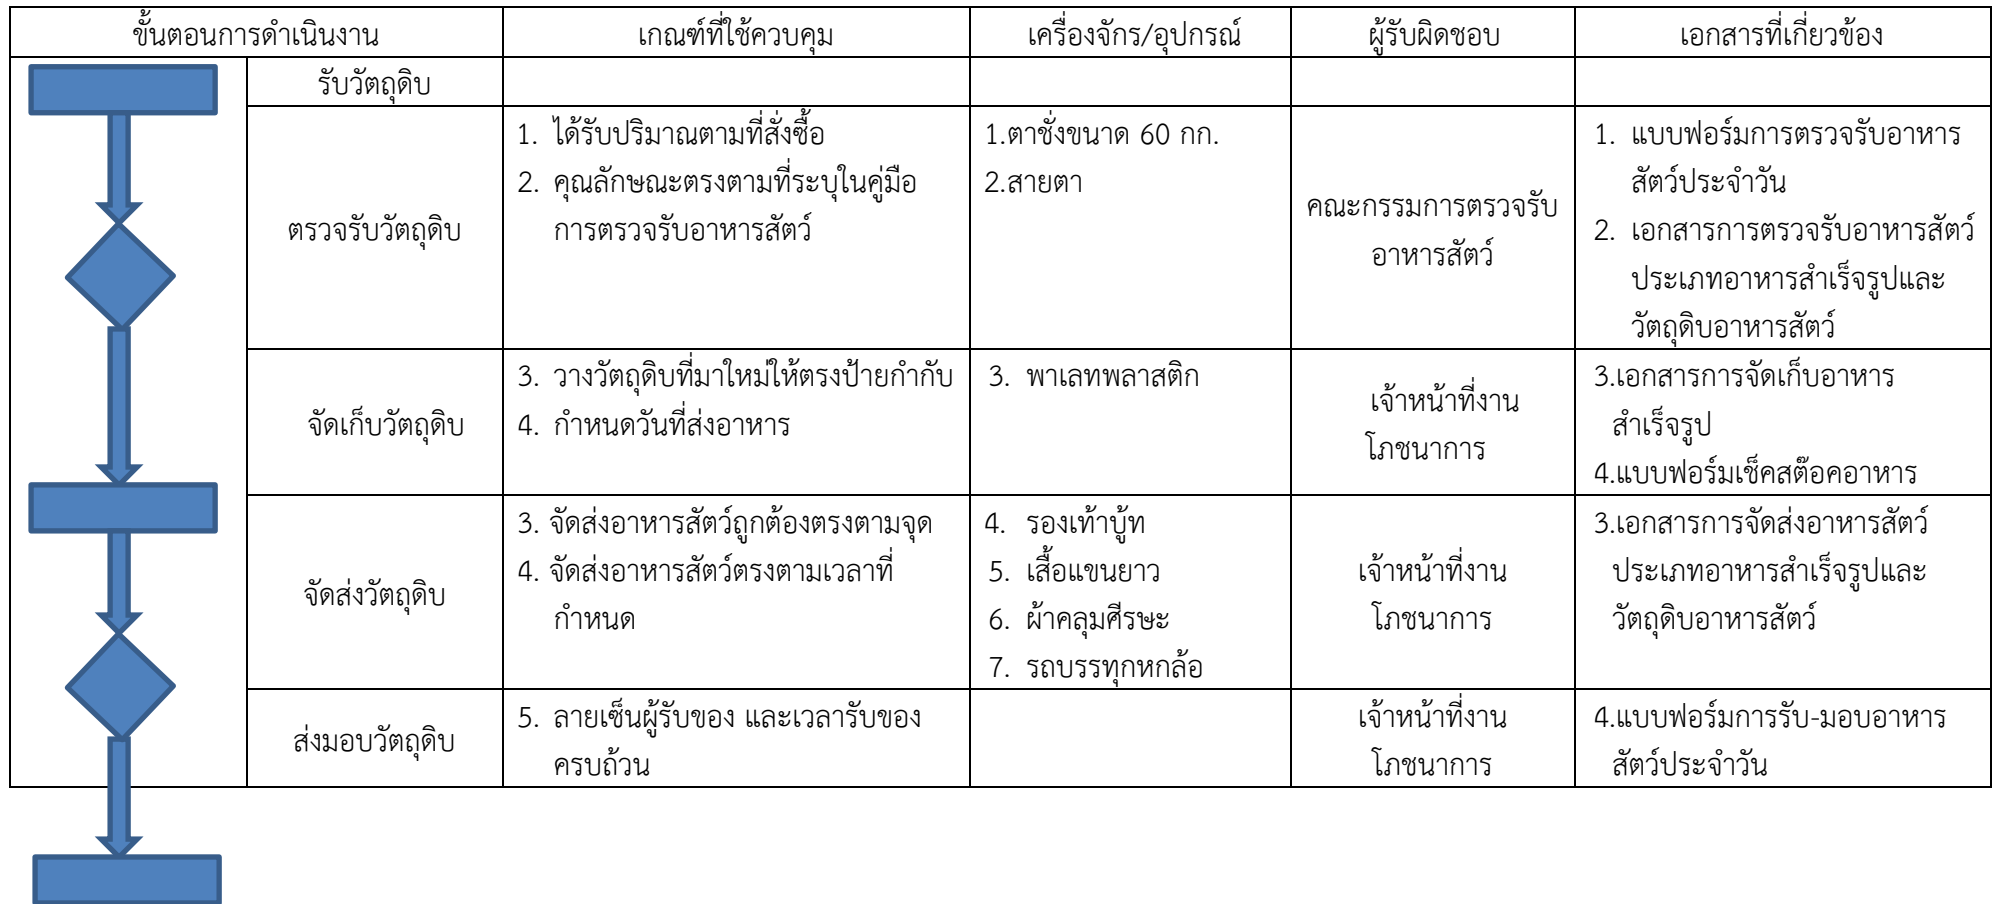 ขั้นตอนการดำเนินงาน
เกณฑ์ที่ใช้ควบคุม
เครื่องจักร/อุปกรณ์
ผู้รับผิดชอบ
เอกสารที่เกี่ยวข้อง
รับวัตถุดิบ
ตรวจรับวัตถุดิบ
1. ได้รับปริมาณตามที่สั่งซื้อ
2. คุณลักษณะตรงตามที่ระบุในคู่มือ
การตรวจรับอาหารสัตว์
1.ตาชั่งขนาด 60 กก.
2.สายตา
คณะกรรมการตรวจรับ
อาหารสัตว์
1. แบบฟอร์มการตรวจรับอาหาร
สัตว์ประจำวัน
2. เอกสารการตรวจรับอาหารสัตว์
ประเภทอาหารสำเร็จรูปและ
วัตถุดิบอาหารสัตว์
จัดเก็บวัตถุดิบ
3. วางวัตถุดิบที่มาใหม่ให้ตรงป้ายกำกับ
4. กำหนดวันที่ส่งอาหาร
3. พาเลทพลาสติก
เจ้าหน้าที่งาน
โภชนาการ
3.เอกสารการจัดเก็บอาหาร
สำเร็จรูป
4.แบบฟอร์มเช็คสต๊อคอาหาร
จัดส่งวัตถุดิบ
3. จัดส่งอาหารสัตว์ถูกต้องตรงตามจุด
4. จัดส่งอาหารสัตว์ตรงตามเวลาที่
กำหนด
4. รองเท้าบู้ท
5. เสื้อแขนยาว
6. ผ้าคลุมศีรษะ
7. รถบรรทุกหกล้อ
เจ้าหน้าที่งาน
โภชนาการ
3.เอกสารการจัดส่งอาหารสัตว์
ประเภทอาหารสำเร็จรูปและ
วัตถุดิบอาหารสัตว์
ส่งมอบวัตถุดิบ
5. ลายเซ็นผู้รับของ และเวลารับของ
ครบถ้วน
เจ้าหน้าที่งาน
โภชนาการ
4.แบบฟอร์มการรับ-มอบอาหาร
สัตว์ประจำวัน